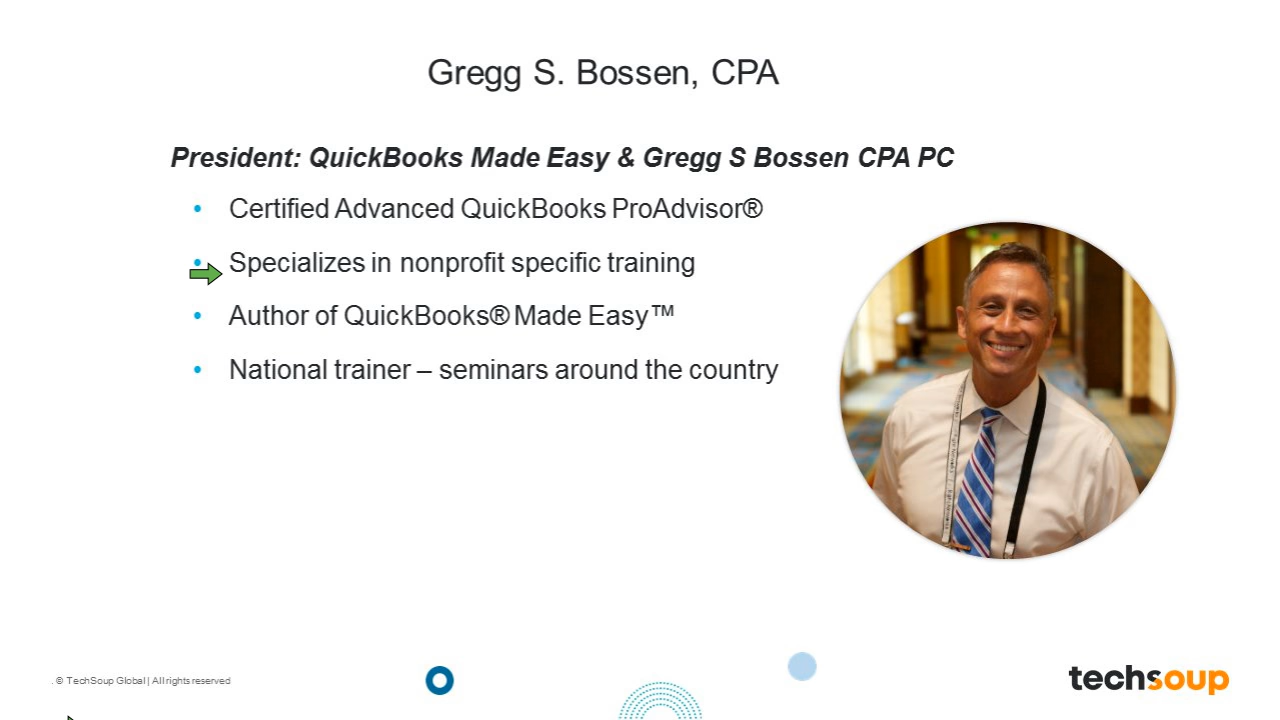 Gregg S. Bossen, CPA
President: QuickBooks Made Easy & Gregg S Bossen CPA PC
• Certified Advanced QuickBooks ProAdvisor®
• Specializes in nonprofit specific training
• Author of QuickBooks® Made Easy™
• National trainer – seminars around the country
. © TechSoup Global | All rights reserved
techsoup